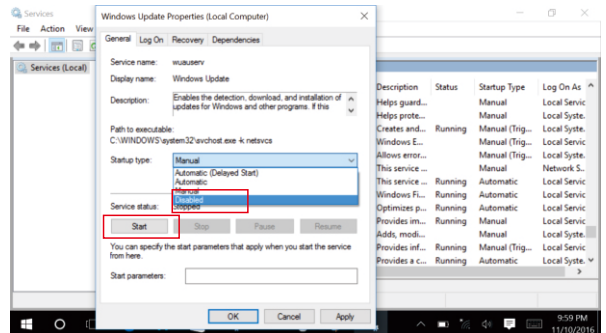 Services
File Action View
Services (Local)
Windows Update Properties (Local Computer)
General Log On Recovery Dependencies
Service name: wuauserv
Display name: Windows Update
Description: Enables the detection, download, and installation of
updates for Windows and other programs. If this
Path to executable:
C:\WINDOWS\system32\svchost.exe -k netsvcs
Startup type: Manual
Automatic (Delayed Start)
Automatic
Manual
Disabled
Service status: Stopped
Start Stop Pause Resume
You can specify the start parameters that apply when you start the service
from here.
Start parameters:
OK Cancel Apply
Description Status Startup Type Log On As
Helps guard... Manual Local Servic
Helps prote... Manual Local Syste.
Creates and... Running Manual (Trig... Local Servic
Windows E... Manual Local Servic
Allows error... Manual (Trig... Local Syste.
This service ... Manual Network S..
This service ... Running Automatic Local Servic
Windows Fi... Running Automatic Local Servic
Optimizes p... Running Automatic Local Servic
Provides im... Running Manual Local Servic
Adds, modi... Manual Local Syste.
Provides inf... Running Manual (Trig... Local Servic
Provides a c... Running Automatic Local Syste.
9:59 PM
11/10/2016